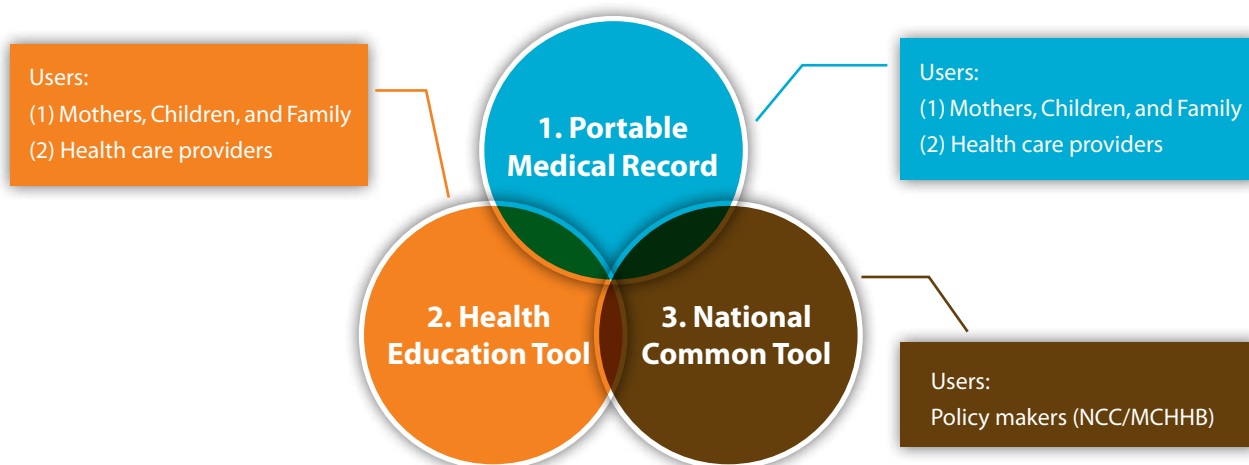 Users:
(1) Mothers, Children, and Family
(2) Health care providers
1. Portable
Medical Record
Users:
(1) Mothers, Children, and Family
(2) Health care providers
2. Health
Education Tool
3. National
Common Tool
Users:
Policy makers (NCC/MCHHB)